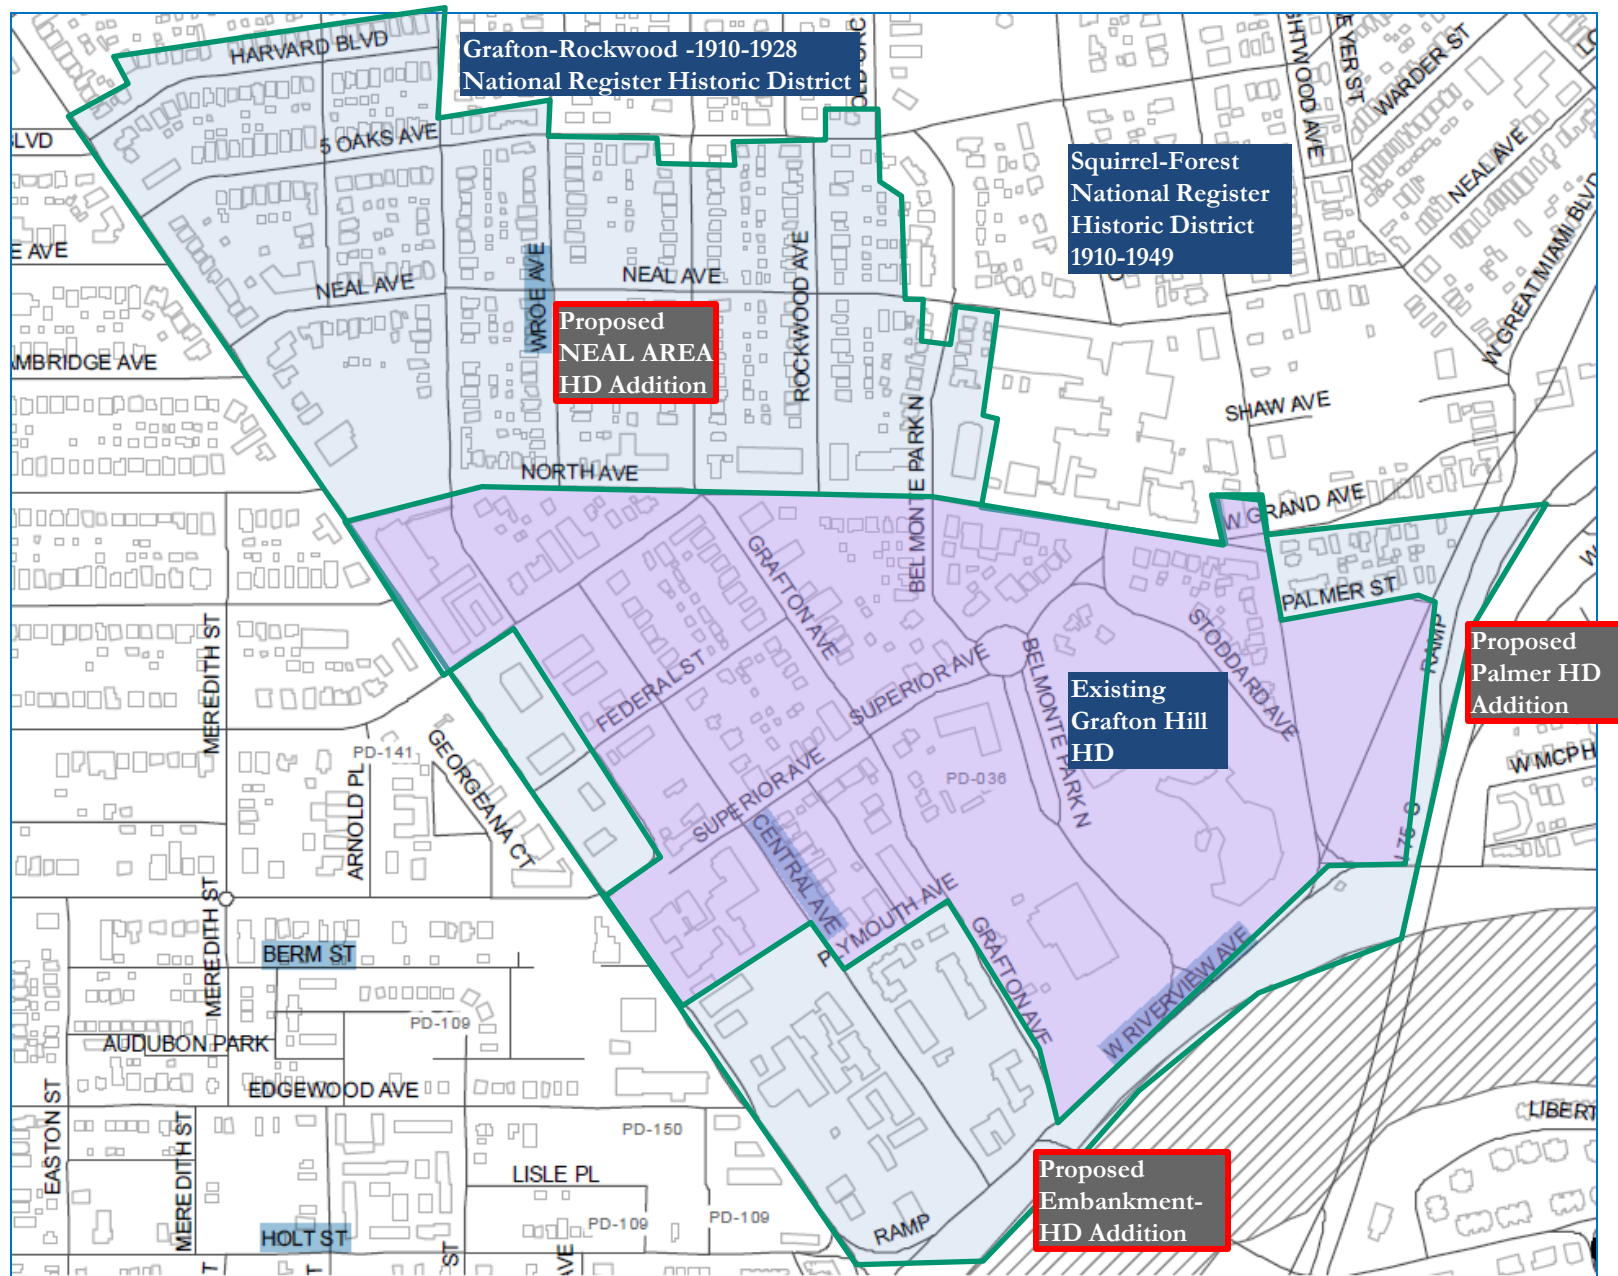 HARVARD BLVD
Grafton-Rockwood -1910-1928
National Register Historic District
WARDER ST
BLVD
5 OAKS AVE
Squirrel-Forest
National Register
Historic District
1910-1949
NEAL AVE
E AVE
W GREAT MIAMI BLVD
NEAL AVE
NEAL AVE
WROE AVE
ROCKWOOD AVE
Proposed
NEAL AREA
HD Addition
AMBRIDGE AVE
SHAW AVE
BELMONTE PARK N
NORTH AVE
W GRAND AVE
GRAFTON AVE
PALMER ST
MEREDITH ST
FEDERAL ST
SUPERIOR AVE
BELMONTE PARK N
STODDARD AVE
RAMP
Proposed
Palmer HD
Addition
Existing
Grafton Hill
HD
PD-141
GEORGEANA CT
ARNOLD PL
PD-036
W MCPH
SUPERIOR AVE
I 75 S
CENTRAL AVE
PLYMOUTH AVE
MEREDITH ST
BERM ST
GRAFTON AVE
W RIVERVIEW AVE
PD-109
AUDUBON PARK
EDGEWOOD AVE
EASTON ST
MEREDITH ST
PD-150
LIBERT
LISLE PL
Proposed
Embankment-
HD Addition
PD-109
PD-109
RAMP
HOLT ST
ST
AVE